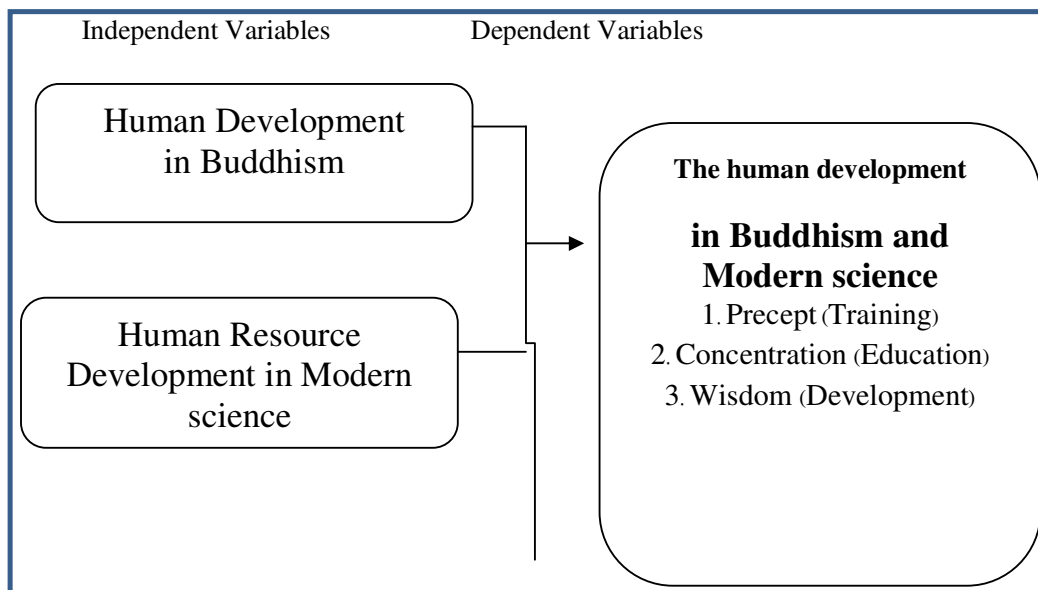 Independent Variables
Dependent Variables
Human Development
in Buddhism
Human Resource
Development in Modern
science
The human development
in Buddhism and
Modern science
1. Precept (Training)
2. Concentration (Education)
3. Wisdom (Development)